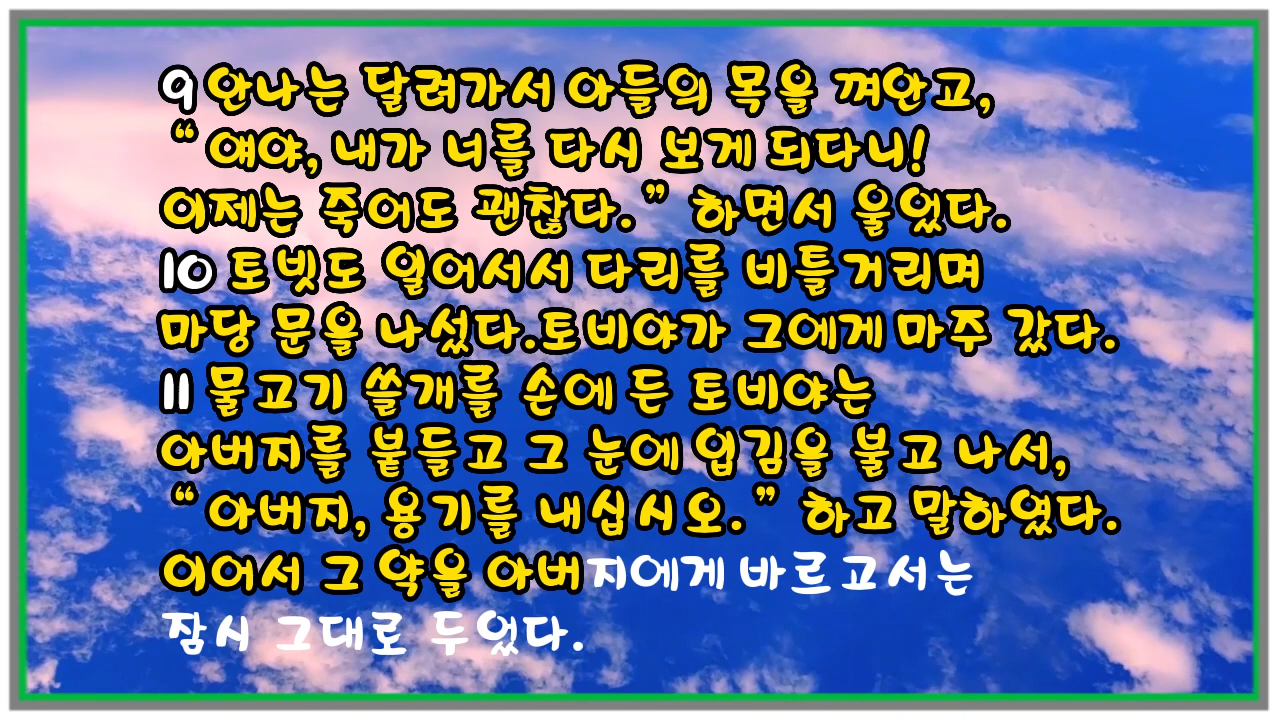 9 안나는 달려가서 아들의 목을 껴안고,
“ 얘야, 내가 너를 다시 보게 되다니!
이제는 죽어도 괜찮다.” 하면서 울었다.
10 토빗도 일어서서 다리를 비틀거리며
마당 문을 나섰다.토비야가 그에게 마주 갔다.
11 물고기 쓸개를 손에 든 토비야는
아버지를 붙들고 그 눈에 입김을 불고 나서,
“ 아버지, 용기를 내십시오.” 하고 말하였다.
이어서 그 약을 아버지에게 바르고서는
잠시 그대로 두었다.